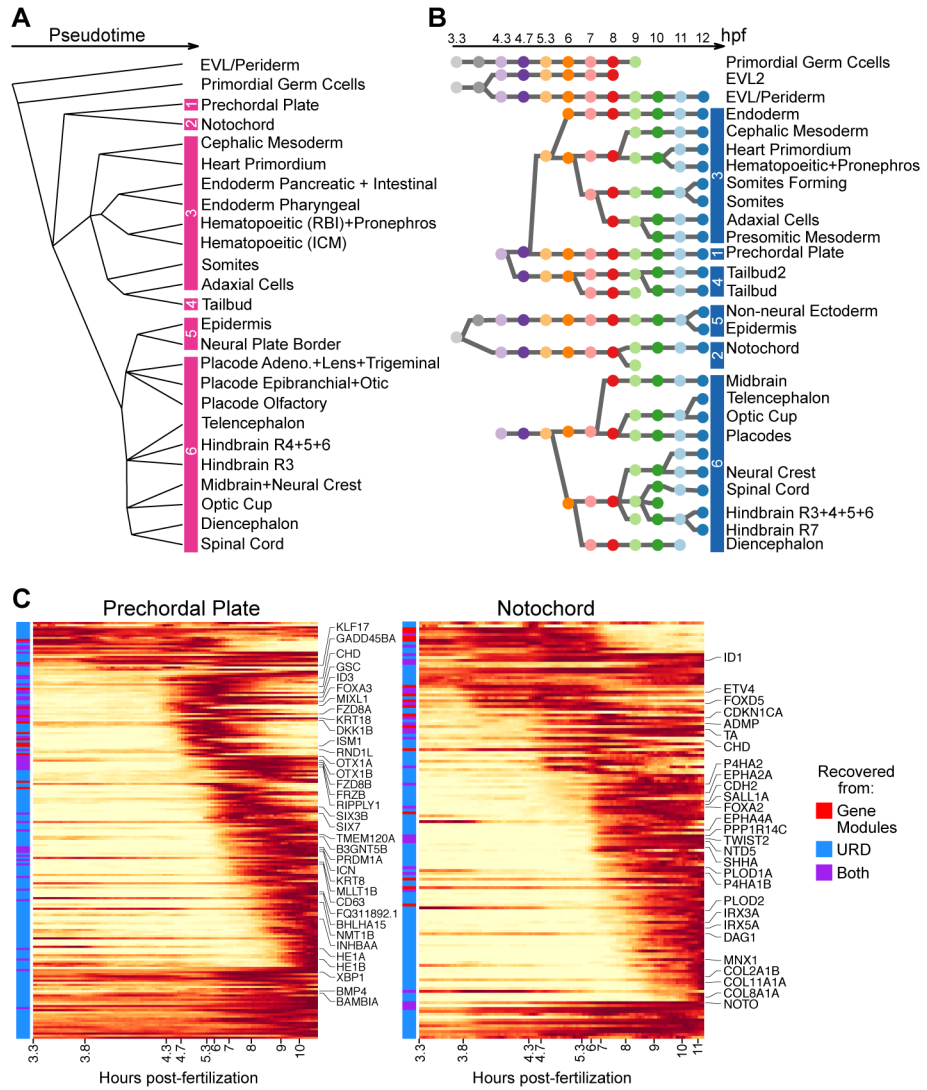 A
Pseudotime
EVL/Periderm
Primordial Germ Ccells
Prechordal Plate
Notochord
Cephalic Mesoderm
Heart Primordium
Endoderm Pancreatic + Intestinal
Endoderm Pharyngeal
Hematopoeitic (RBI)+Pronephros
Hematopoeitic (ICM)
Somites
Adaxial Cells
Tailbud
Epidermis
Neural Plate Border
Placode Adeno.+Lens+Trigeminal
Placode Epibranchial+Otic
Placode Olfactory
Telencephalon
Hindbrain R4+5+6
Hindbrain R3
Midbrain+Neural Crest
Optic Cup
Diencephalon
Spinal Cord
1
2
3
4
5
6
B
3.3 4.3 4.7 5.3 6 7 8 9 10 11 12 hpf
Primordial Germ Ccells
EVL2
EVL/Periderm
Endoderm
Cephalic Mesoderm
Heart Primordium
Hematopoeitic+Pronephros
Somites Forming
Somites
Adaxial Cells
Presomitic Mesoderm
Prechordal Plate
Tailbud2
Tailbud
Non-neural Ectoderm
Epidermis
Notochord
Midbrain
Telencephalon
Optic Cup
Placodes
Neural Crest
Spinal Cord
Hindbrain R3+4+5+6
Hindbrain R7
Diencephalon
3
1
4
5
2
6
C
Prechordal Plate
KLF17
GADD45BA
CHD
GSC
ID3
FOXA3
MIXL1
FZD8A
KRT18
DKK1B
ISM1
RND1L
OTX1A
OTX1B
FZD8B
FRZB
RIPPLY1
SIX3B
SIX7
TMEM120A
B3GNT5B
PRDM1A
ICN
KRT8
MLLT1B
CD63
FQ311892.1
BHLHA15
NMT1B
INHBAA
HE1A
HE1B
XBP1
BMP4
BAMBIA
3.3 3.8 4.3 4.7 5.3 6 7 8 9 10
Hours post-fertilization
Notochord
ID1
ETV4
FOXD5
CDKN1CA
ADMP
TA
CHD
P4HA2
EPHA2A
CDH2
SALL1A
FOXA2
EPHA4A
PPP1R14C
TWIST2
NTD5
SHHA
PLOD1A
P4HA1B
PLOD2
IRX3A
IRX5A
DAG1
MNX1
COL2A1B
COL11A1A
COL8A1A
NOTO
3.3 3.8 4.3 4.7 5.3 6 7 8 9 10 11
Hours post-fertilization
Recovered
from:
Gene
Modules
URD
Both